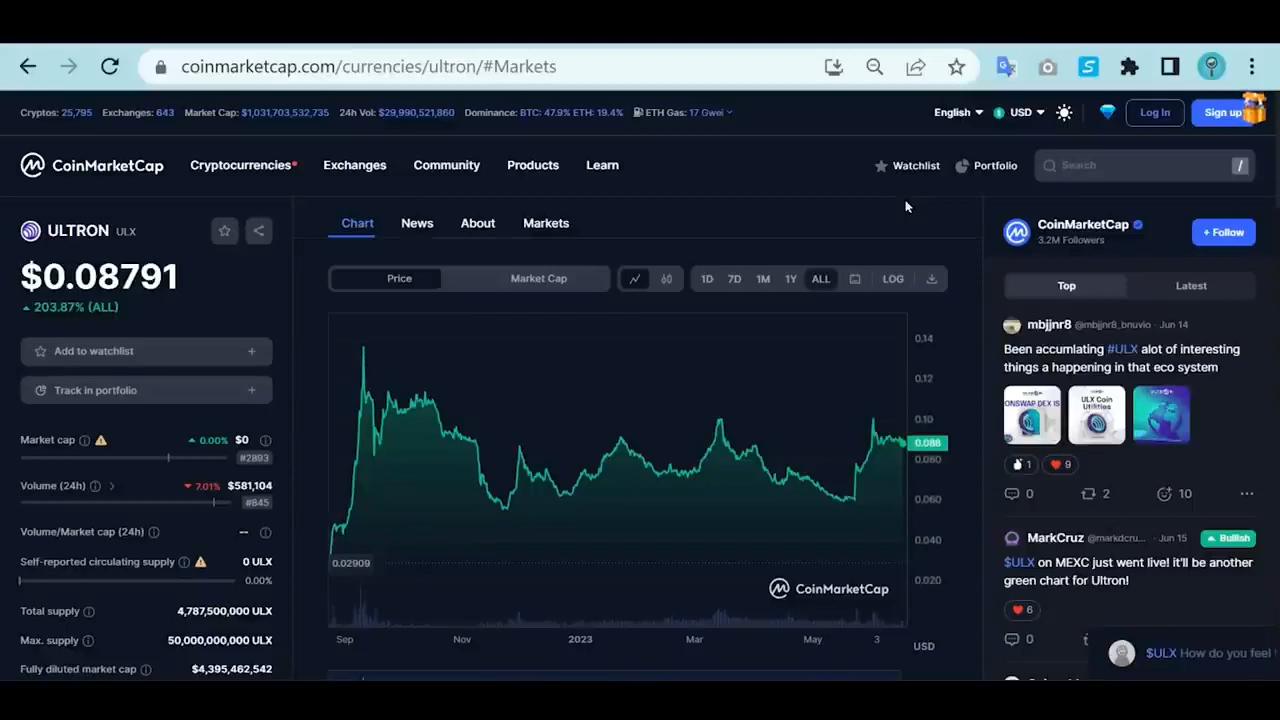 coinmarketcap.com/currencies/ultron/#Markets
Cryptos: 25,795 Exchanges: 643 Market Cap: $1,031,703,532,735 24h Vol: $29,990,521,860 Dominance: BTC: 47.9% ETH: 19.4% ETH Gas: 17 Gwei English USD Log In Sign up
CoinMarketCap Cryptocurrencies Exchanges Community Products Learn Watchlist Portfolio Search /
ULTRON ULX
$0.08791
203.87% (ALL)
Add to watchlist +
Track in portfolio +
Market cap 0.00% $0
#2893
Volume (24h) 7.01% $581,104
#845
Volume/Market cap (24h) --
Self-reported circulating supply 0 ULX
0.00%
Total supply 4,787,500,000 ULX
Max. supply 50,000,000,000 ULX
Fully diluted market cap $4,395,462,542
Chart News About Markets
Price Market Cap 1D 7D 1M 1Y ALL LOG
0.14
0.12
0.10
0.086
0.080
0.060
0.040
0.020
0.02909
CoinMarketCap
Sep Nov 2023 Mar May 3
USD
CoinMarketCap
3.2M Followers
+ Follow
Top Latest
mbjjnr8 @mbjjnr8_bnuvio · Jun 14
Been accumlating #ULX alot of interesting
things a happening in that eco system
ONSWAP DEX IS
ULX Coin
Utilities
1 9
0 2 10
MarkCruz @markdcru... · Jun 15 Bullish
$ULX on MEXC just went live! it'll be another
green chart for Ultron!
6
0
$ULX How do you feel